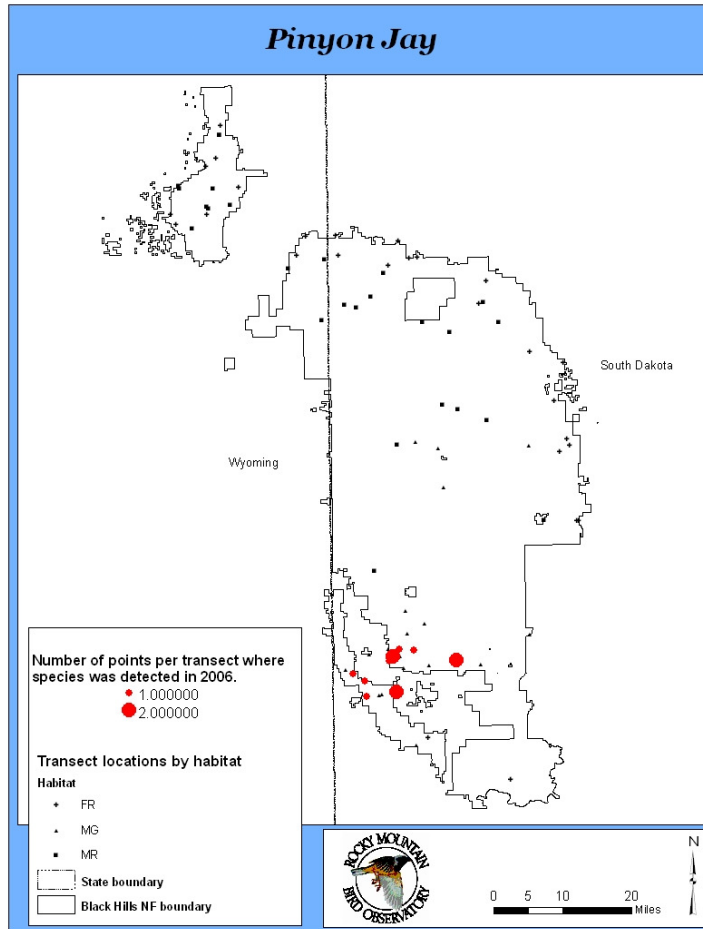 Pinyon Jay
South Dakota
Wyoming
Number of points per transect where
species was detected in 2006.
1.000000
2.000000
Transect locations by habitat
Habitat
FR
MG
MR
State boundary
Black Hills NF boundary
ROCKY MOUNTAIN
BIRD OBSERVATORY
N
0 5 10 20
Miles